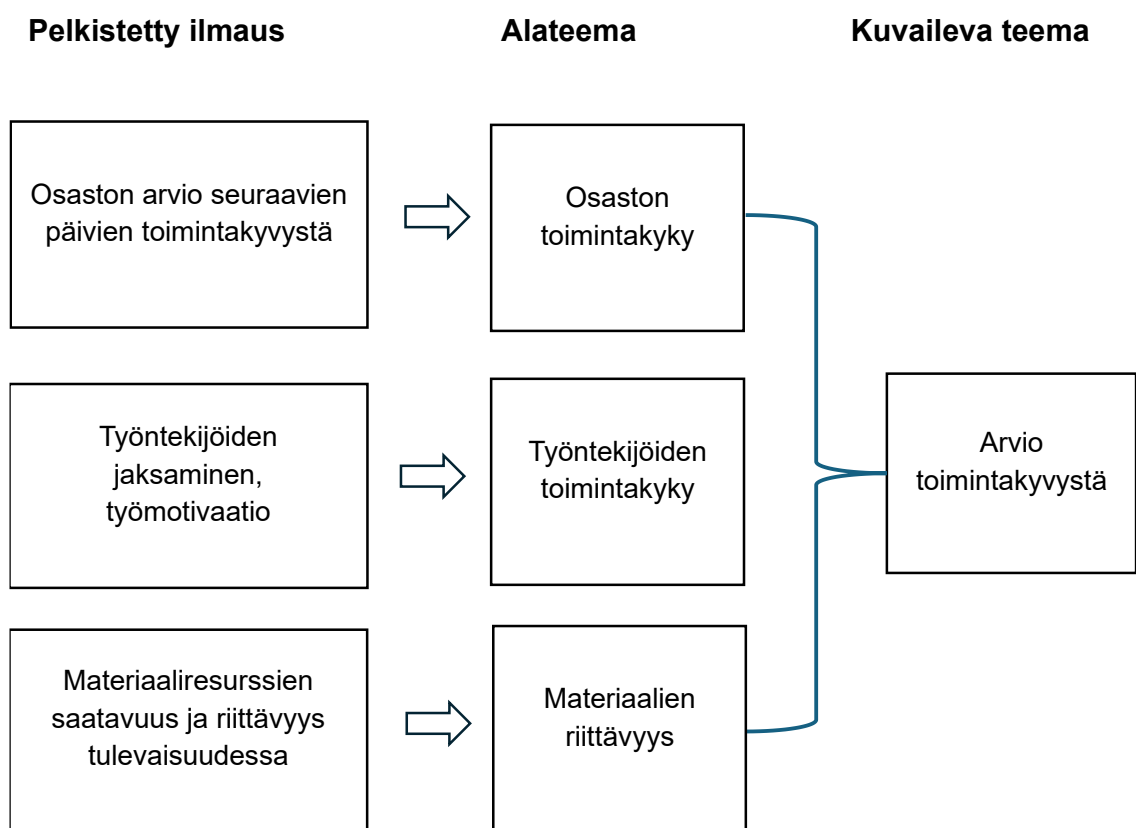 Pelkistetty ilmaus
Alateema
Kuvaileva teema
Osaston arvio seuraavien
päivien toimintakyvystä
Osaston
toimintakyky
Työntekijöiden
jaksaminen,
työmotivaatio
Työntekijöiden
toimintakyky
Arvio
toimintakyvystä
Materiaaliresurssien
saatavuus ja riittävyys
tulevaisuudessa
Materiaalien
riittävyys